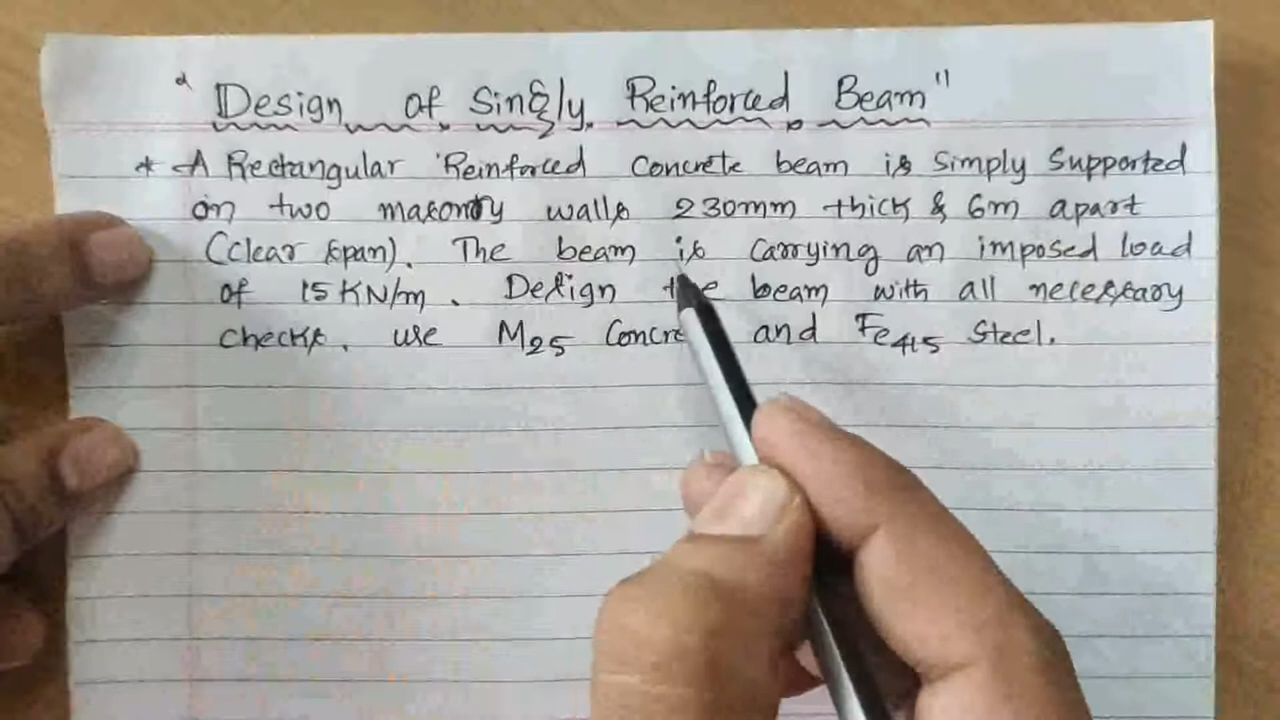 "Design of Singly Reinforced Beam"
* A Rectangular Reinforced Concrete beam is Simply Supported
on two masonry walls 230mm thick & 6m apart
(clear span). The beam is carrying an imposed load
of 15 KN/m. Design the beam with all necessary
checks. use M25 Concre and Fe415 Steel.